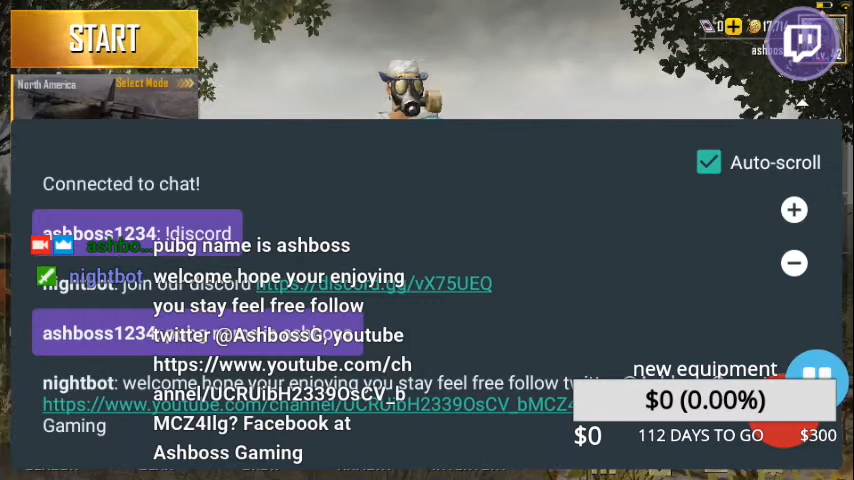 START
North America
Select Mode
Auto-scroll
Connected to chat!
ashboss1234: !discord
ashbo... pubg name is ashboss
nightbot: join our discord https://discord.gg/vX75UEQ
nightbot welcome hope your enjoying
you stay feel free follow
twitter @AshbossG, youtube
https://www.youtube.com/ch
annel/UCRUibH2339OsCV_b
MCZ4Ilg? Facebook at
Ashboss Gaming
ashboss1234:
nightbot: welcome hope your enjoying you stay feel free follow
https://www.youtube.com/channel/UCRUibH2339OsCV_bMCZ4
Gaming
new equipment
$0 (0.00%)
$0
112 DAYS TO GO
$300